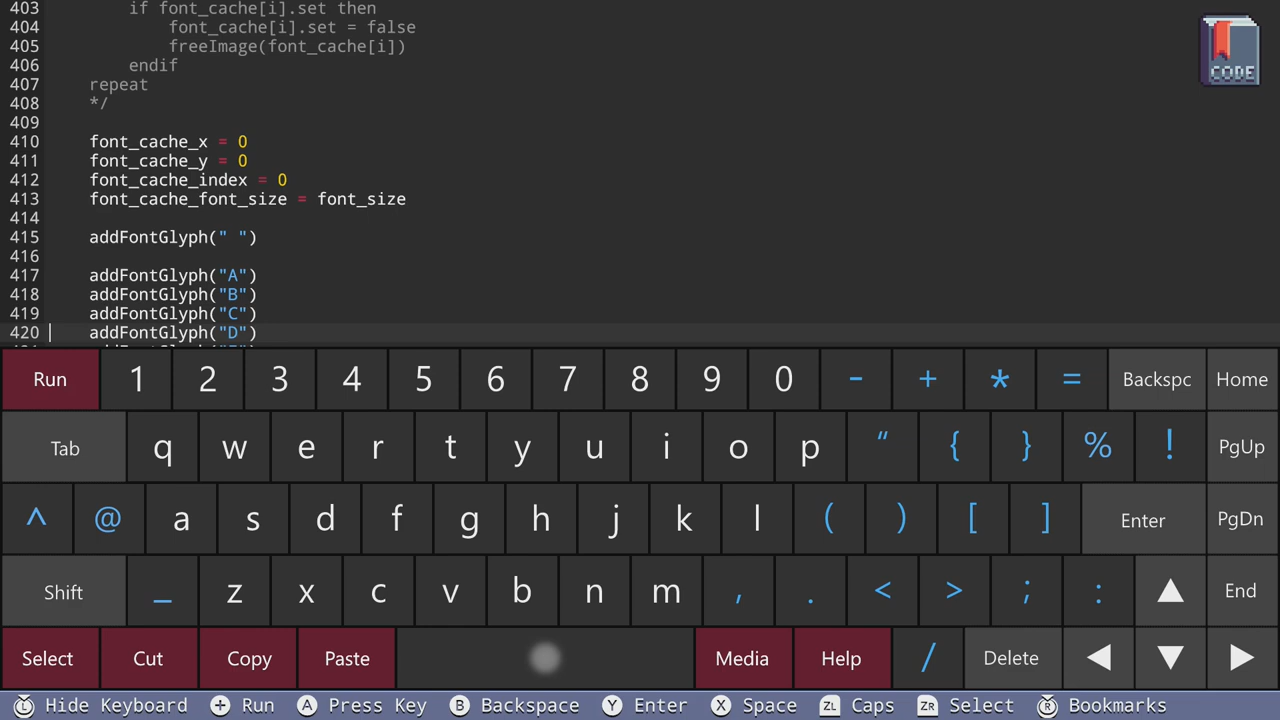 403 if font_cache[i].set then
404 font_cache[i].set = false
405 freeImage(font_cache[i])
406 endif
407 repeat
408 */
409
410 font_cache_x = 0
411 font_cache_y = 0
412 font_cache_index = 0
413 font_cache_font_size = font_size
414
415 addFontGlyph(" ")
416
417 addFontGlyph("A")
418 addFontGlyph("B")
419 addFontGlyph("C")
420 addFontGlyph("D")
CODE
Run 1 2 3 4 5 6 7 8 9 0 - + * = Backspc Home
Tab q w e r t y u i o p “ { } % ! PgUp
^ @ a s d f g h j k l ( ) [ ] Enter PgDn
Shift _ z x c v b n m , . < > ; : ▲ End
Select Cut Copy Paste Media Help / Delete ◀ ▼ ▶
L Hide Keyboard + Run A Press Key B Backspace Y Enter X Space ZL Caps ZR Select R Bookmarks